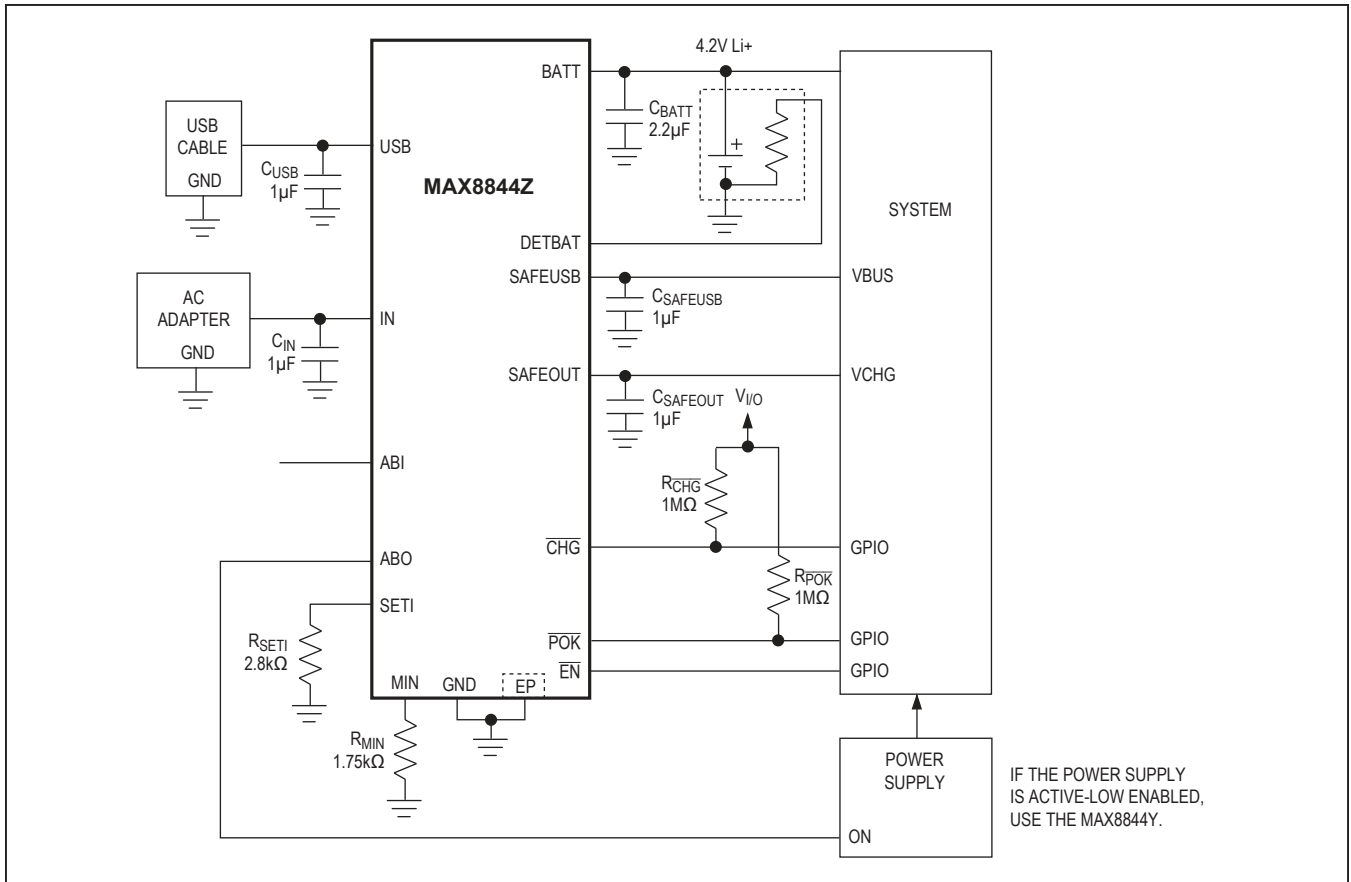 4.2V Li+
BATT
CBATT
2.2µF
+
USB
CABLE
GND
CUSB
1µF
USB
MAX8844Z
SYSTEM
DETBAT
SAFEUSB
VBUS
CSAFEUSB
1µF
AC
ADAPTER
GND
CIN
1µF
IN
SAFEOUT
VCHG
CSAFEOUT
1µF
VI/O
ABI
RCHG
1MΩ
CHG
GPIO
ABO
RPOK
1MΩ
SETI
RSETI
2.8kΩ
POK
GPIO
EN
GPIO
MIN
GND
EP
RMIN
1.75kΩ
POWER
SUPPLY
ON
IF THE POWER SUPPLY
IS ACTIVE-LOW ENABLED,
USE THE MAX8844Y.